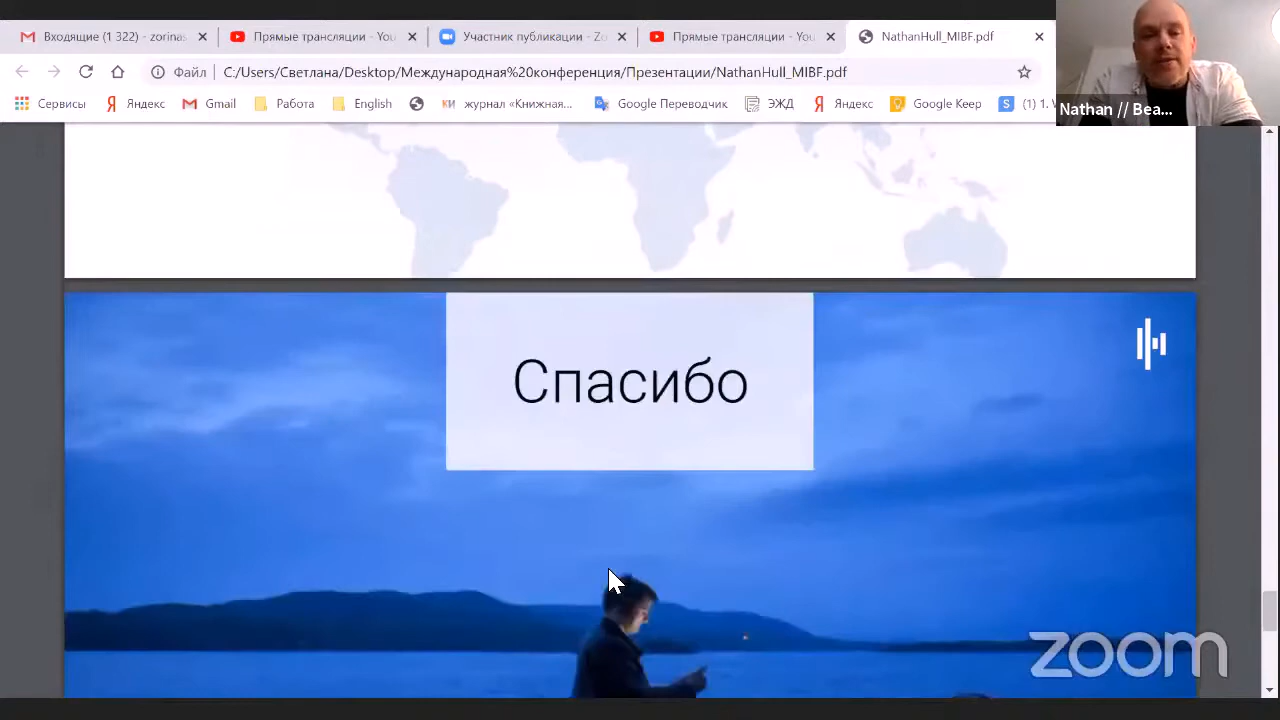 Входящие (1 322) - zorinas
Прямые трансляции - You
Участник публикации - Zo
Прямые трансляции - You
NathanHull_MIBF.pdf
Файл
C:/Users/Светлана/Desktop/Международная%20конференция/Презентации/NathanHull_MIBF.pdf
Сервисы
Яндекс
Gmail
Работа
English
журнал «Книжная...
Google Переводчик
ЭЖД
Яндекс
Google Keep
(1) 1.
Nathan // Bea...
Спасибо
zoom